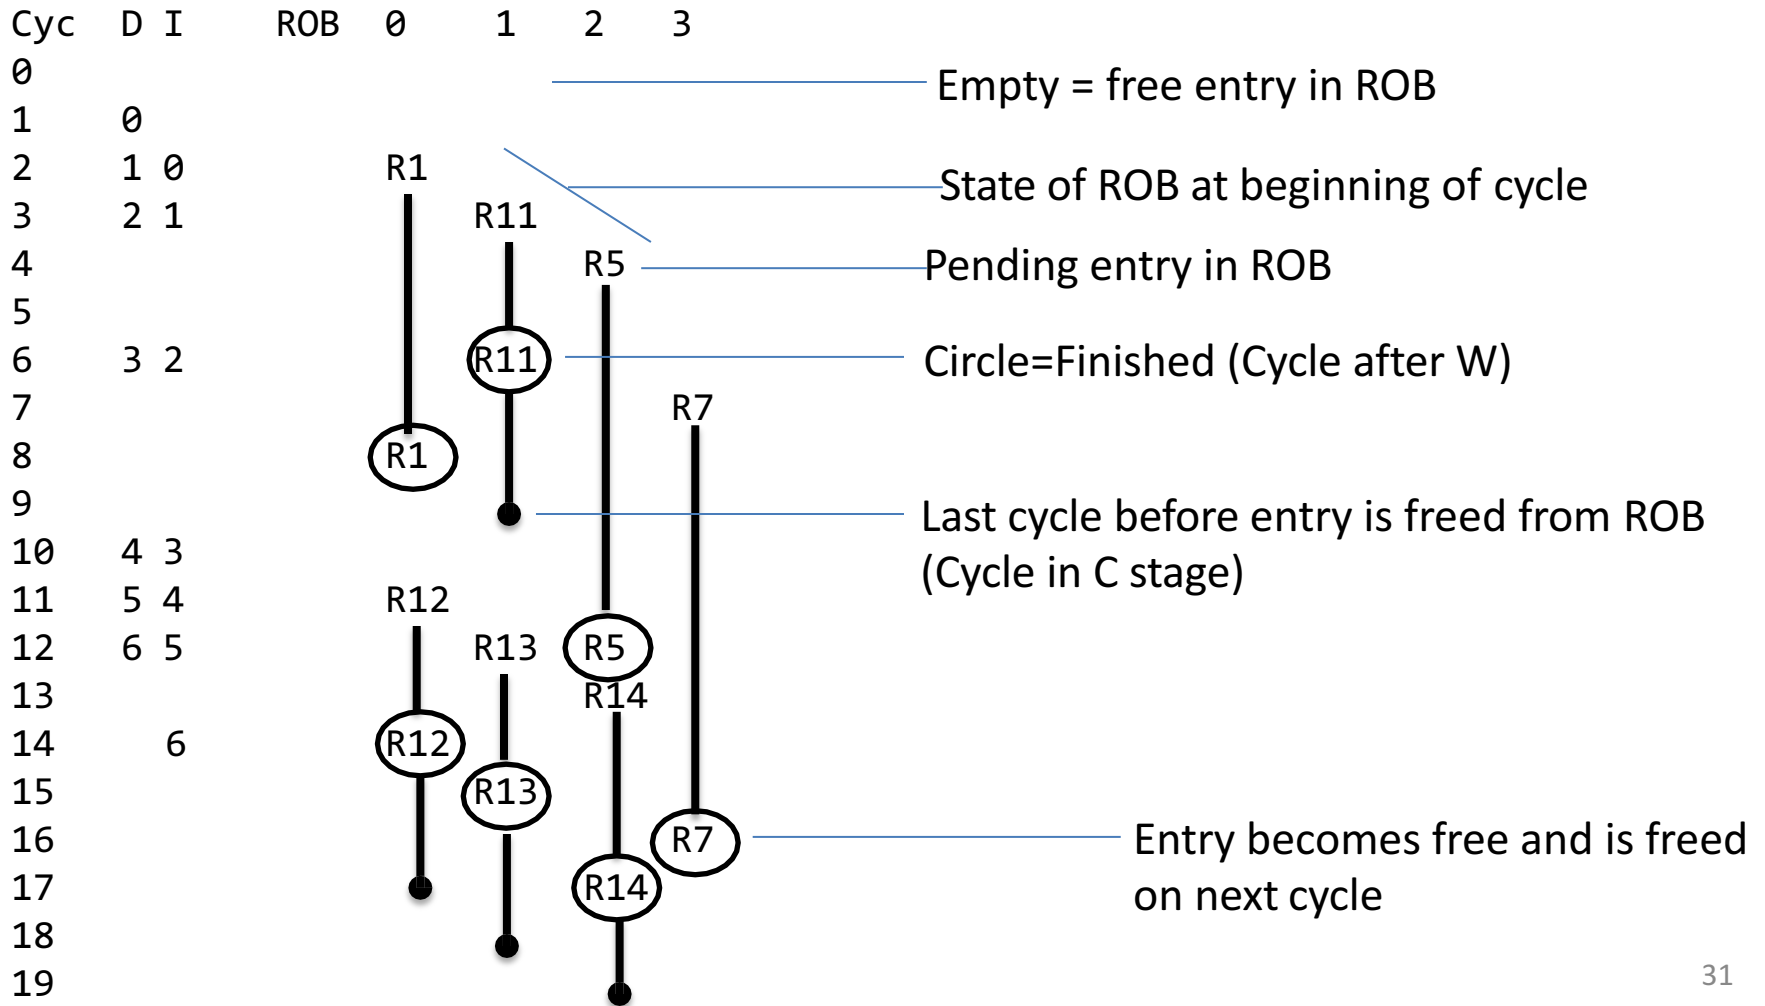 Cyc D I ROB 0 1 2 3
0
Empty = free entry in ROB
1 0
2 1 0 R1
State of ROB at beginning of cycle
3 2 1 R11
4 R5
Pending entry in ROB
5
6 3 2 R11
Circle=Finished (Cycle after W)
7 R7
8 R1
9
Last cycle before entry is freed from ROB
(Cycle in C stage)
10 4 3
11 5 4 R12
12 6 5 R13 R5
13 R14
14 6 R12
15 R13
16 R7
Entry becomes free and is freed
on next cycle
17 R14
18
19
31